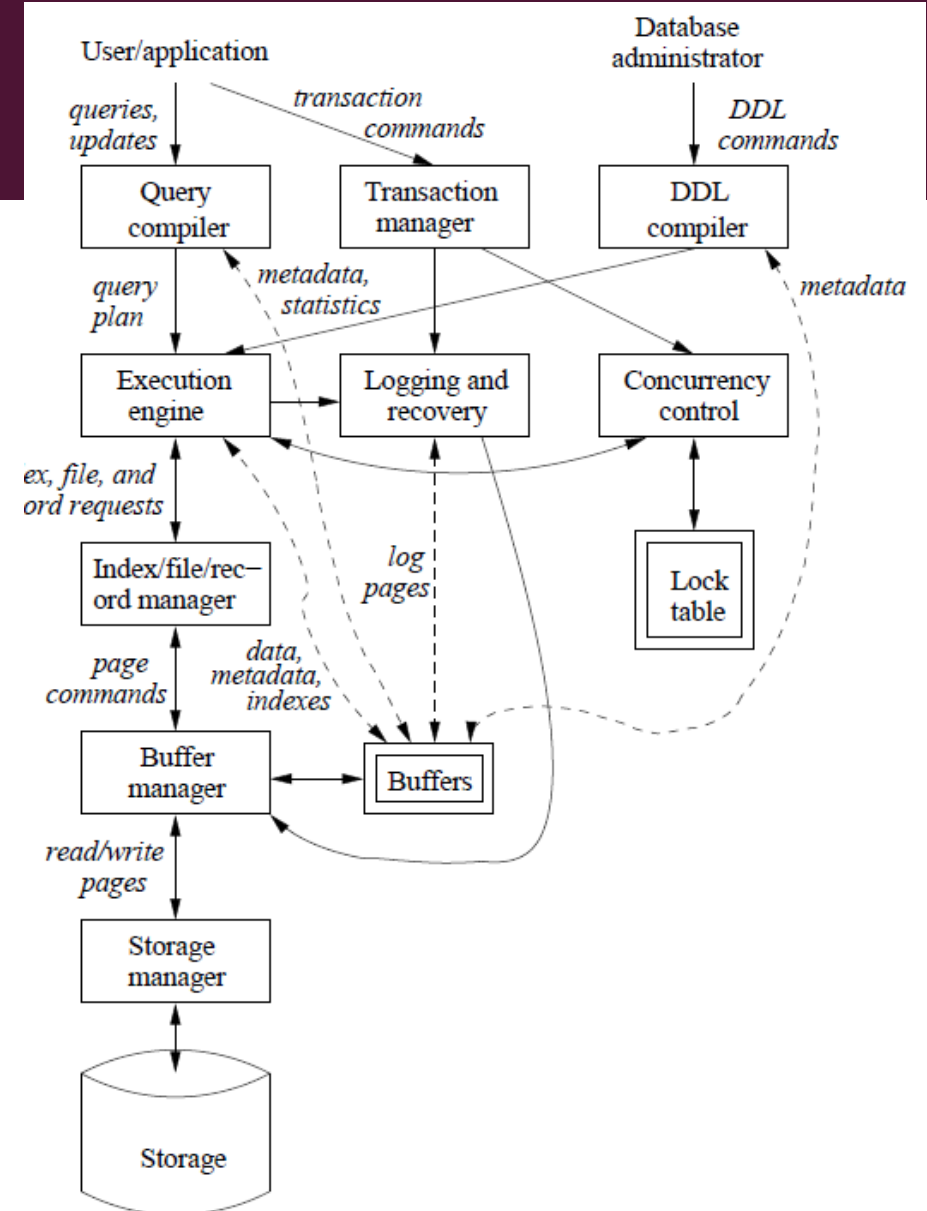 User/application
Database
administrator
queries,
updates
transaction
commands
DDL
commands
Query
compiler
Transaction
manager
DDL
compiler
query
plan
metadata,
statistics
metadata
Execution
engine
Logging and
recovery
Concurrency
control
ex, file, and
ord requests
Index/file/rec–
ord manager
log
pages
Lock
table
page
commands
data,
metadata,
indexes
Buffer
manager
Buffers
read/write
pages
Storage
manager
Storage